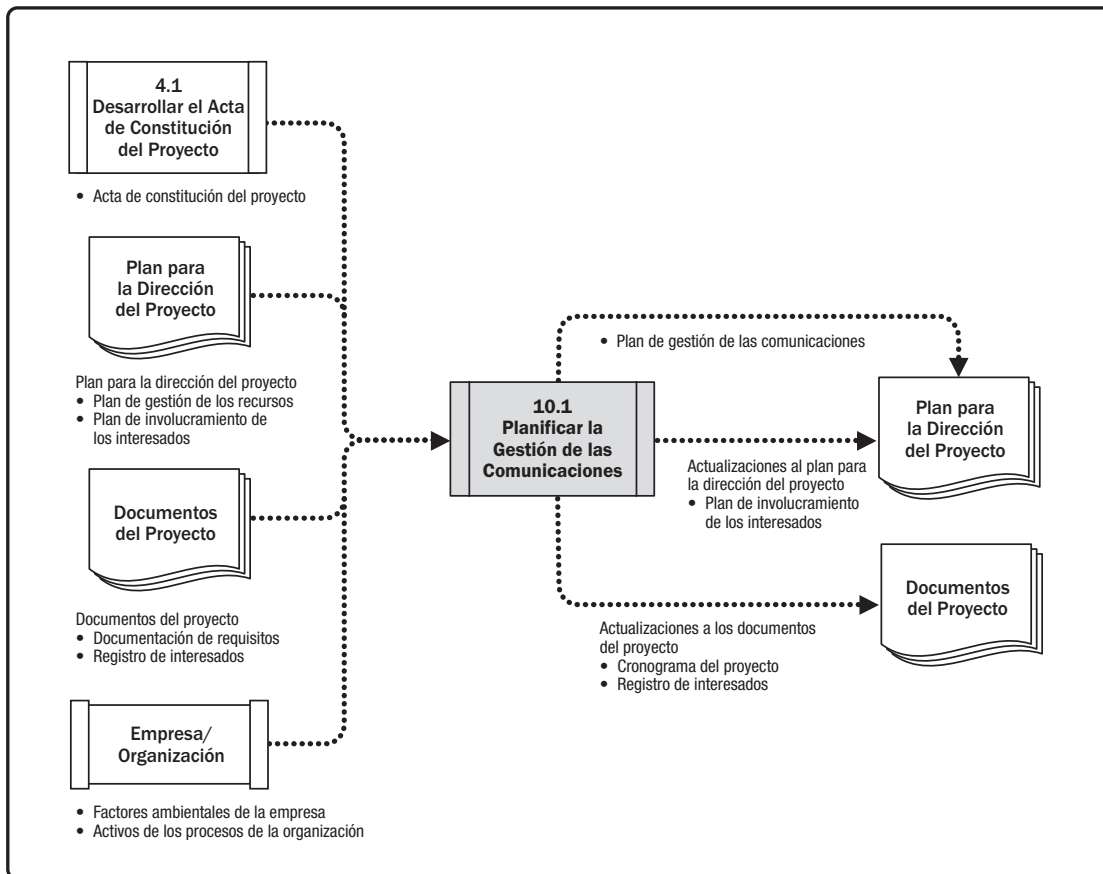 4.1
Desarrollar el Acta
de Constitución
del Proyecto
• Acta de constitución del proyecto
Plan para
la Dirección
del Proyecto
Plan para la dirección del proyecto
• Plan de gestión de los recursos
• Plan de involucramiento de
los interesados
Documentos
del Proyecto
Documentos del proyecto
• Documentación de requisitos
• Registro de interesados
Empresa/
Organización
• Factores ambientales de la empresa
• Activos de los procesos de la organización
10.1
Planificar la
Gestión de las
Comunicaciones
• Plan de gestión de las comunicaciones
Actualizaciones al plan para
la dirección del proyecto
• Plan de involucramiento
de los interesados
Actualizaciones a los documentos
del proyecto
• Cronograma del proyecto
• Registro de interesados
Plan para
la Dirección
del Proyecto
Documentos
del Proyecto